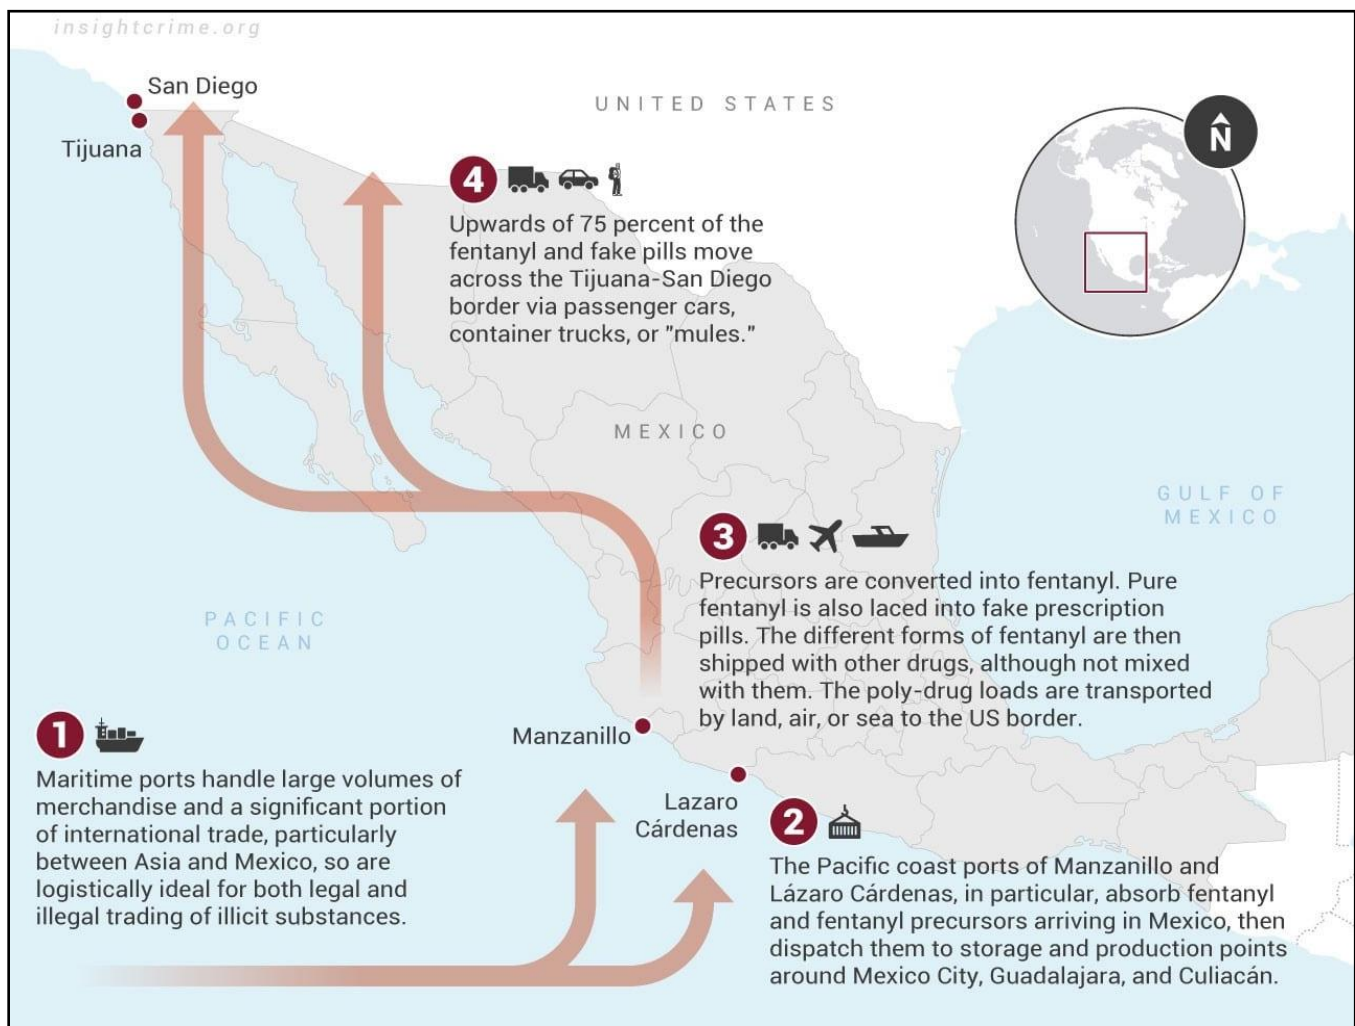 insightcrime.org
San Diego
Tijuana
UNITED STATES
N
4
Upwards of 75 percent of the
fentanyl and fake pills move
across the Tijuana-San Diego
border via passenger cars,
container trucks, or "mules."
MEXICO
GULF OF
MEXICO
3
Precursors are converted into fentanyl. Pure
fentanyl is also laced into fake prescription
pills. The different forms of fentanyl are then
shipped with other drugs, although not mixed
with them. The poly-drug loads are transported
by land, air, or sea to the US border.
PACIFIC
OCEAN
1
Maritime ports handle large volumes of
merchandise and a significant portion
of international trade, particularly
between Asia and Mexico, so are
logistically ideal for both legal and
illegal trading of illicit substances.
Manzanillo
Lazaro
Cárdenas
2
The Pacific coast ports of Manzanillo and
Lázaro Cárdenas, in particular, absorb fentanyl
and fentanyl precursors arriving in Mexico, then
dispatch them to storage and production points
around Mexico City, Guadalajara, and Culiacán.